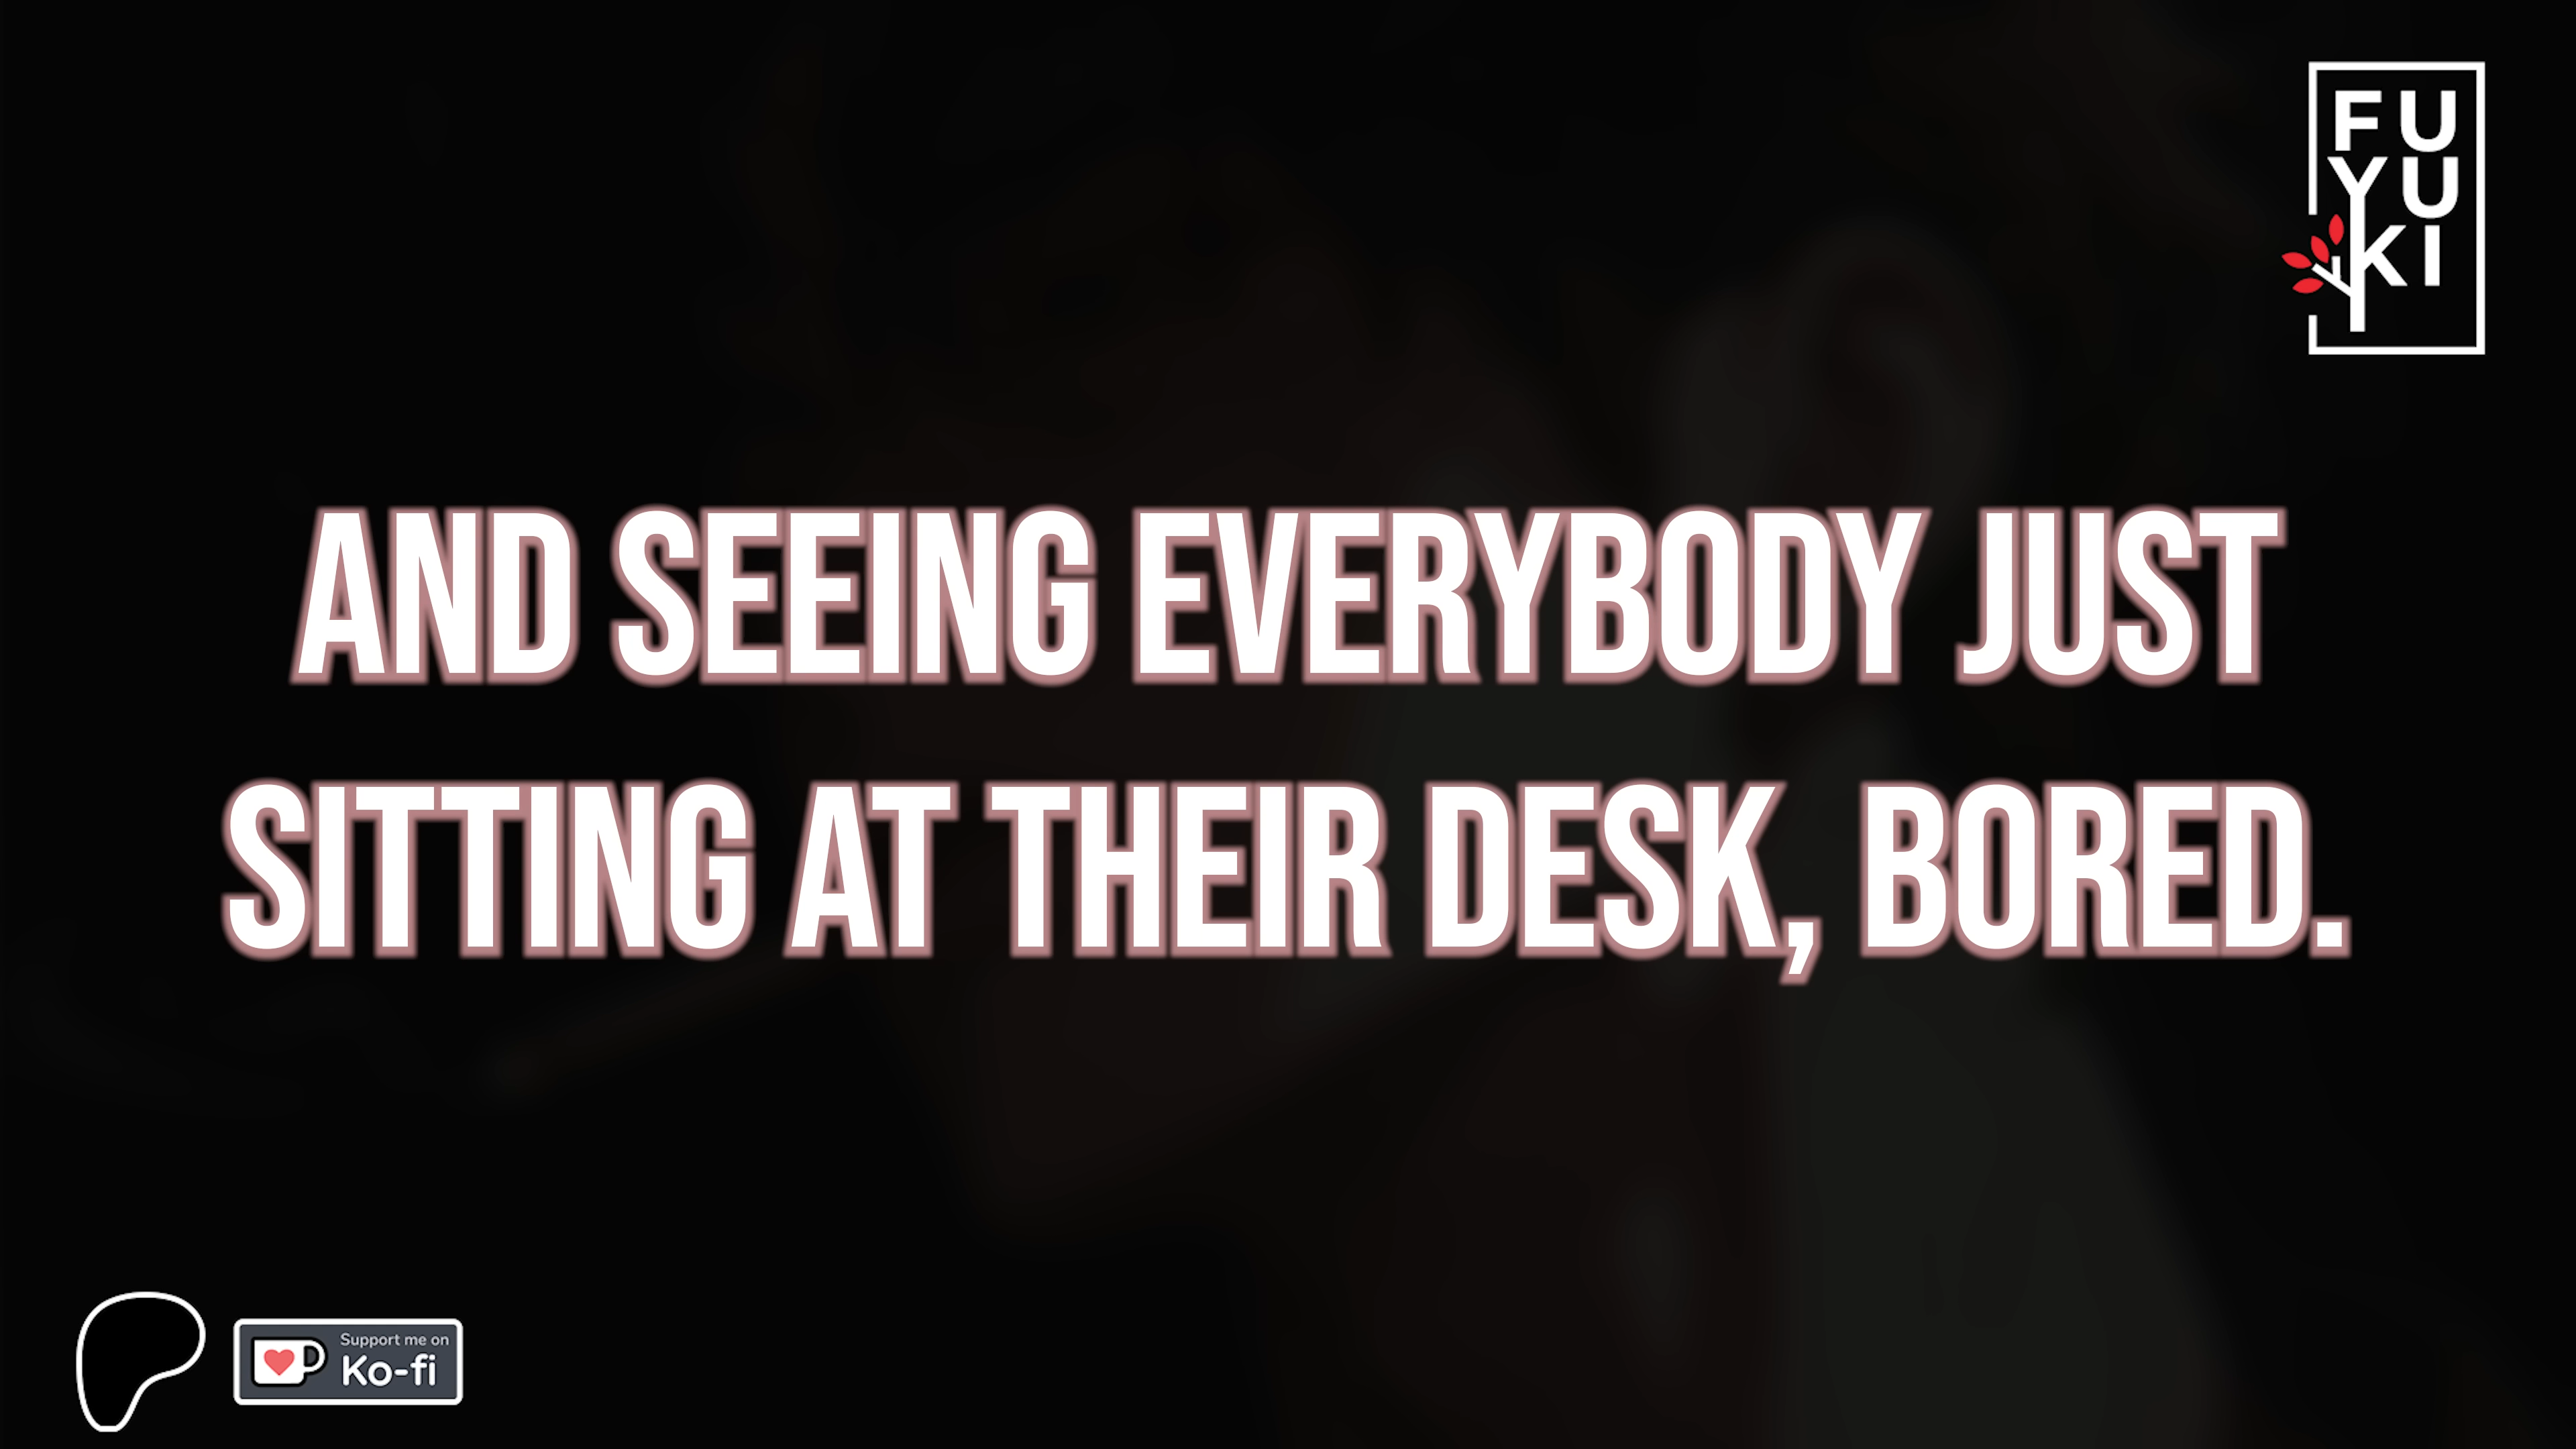 FU
YU
KI
AND SEEING EVERYBODY JUST
SITTING AT THEIR DESK, BORED.
Support me on
Ko-fi